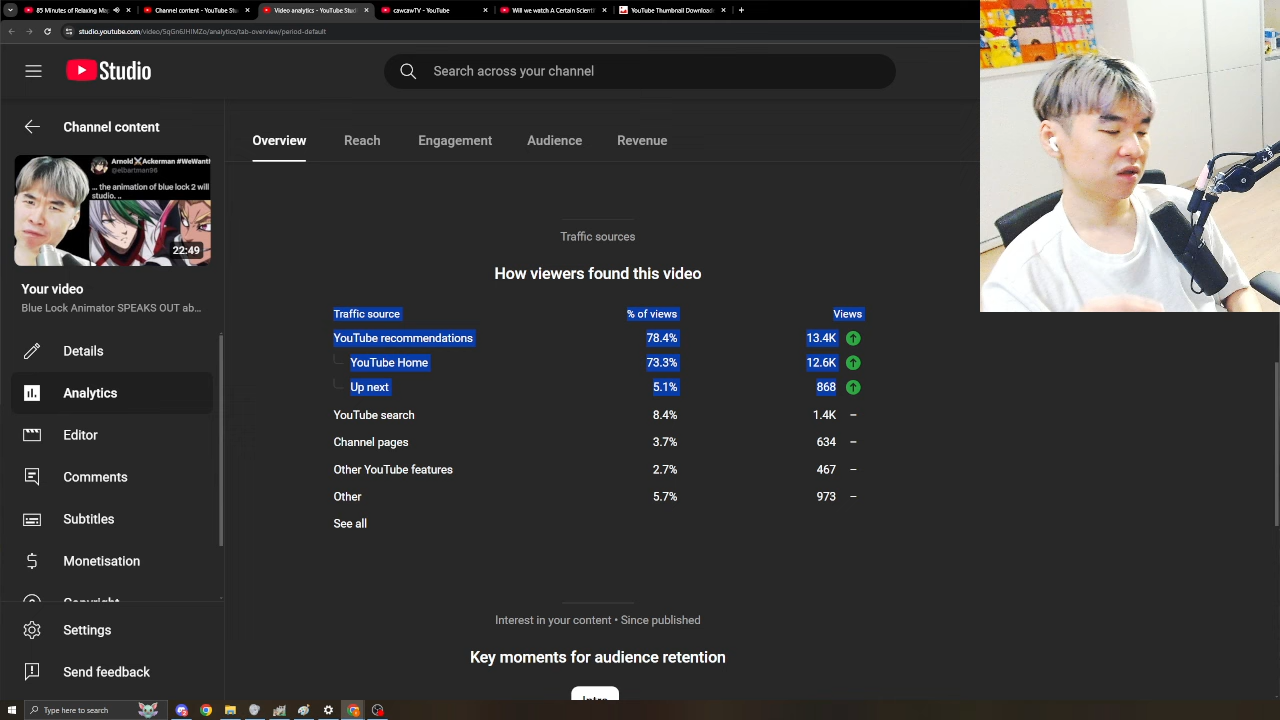 85 Minutes of Relaxing Ma
Channel content - YouTube Stu
Video analytics - YouTube Stud
cawcawTV - YouTube
Will we watch A Certain Scient
YouTube Thumbnail Download
studio.youtube.com/video/5qGn6JHIMZo/analytics/tab-overview/period-default
Studio
Search across your channel
Channel content
Arnold X Ackerman #WeWant
@elbartman96
... the animation of blue lock 2 will
studio. ..
22:49
Your video
Blue Lock Animator SPEAKS OUT ab...
Details
Analytics
Editor
Comments
Subtitles
Monetisation
Copyright
Settings
Send feedback
Overview Reach Engagement Audience Revenue
Traffic sources
How viewers found this video
Traffic source % of views Views
YouTube recommendations 78.4% 13.4K
YouTube Home 73.3% 12.6K
Up next 5.1% 868
YouTube search 8.4% 1.4K –
Channel pages 3.7% 634 –
Other YouTube features 2.7% 467 –
Other 5.7% 973 –
See all
Interest in your content • Since published
Key moments for audience retention
Intro
Type here to search